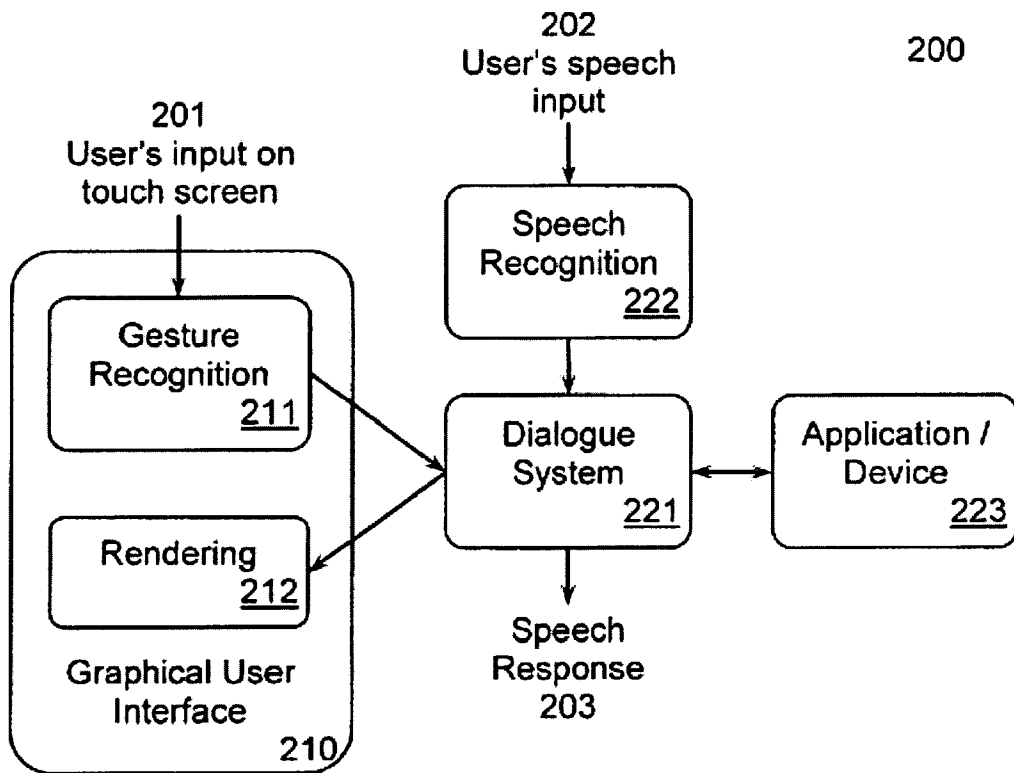 202
User's speech
input
200
201
User's input on
touch screen
Speech
Recognition
222
Gesture
Recognition
211
Dialogue
System
221
Application /
Device
223
Rendering
212
Speech
Response
203
Graphical User
Interface
210